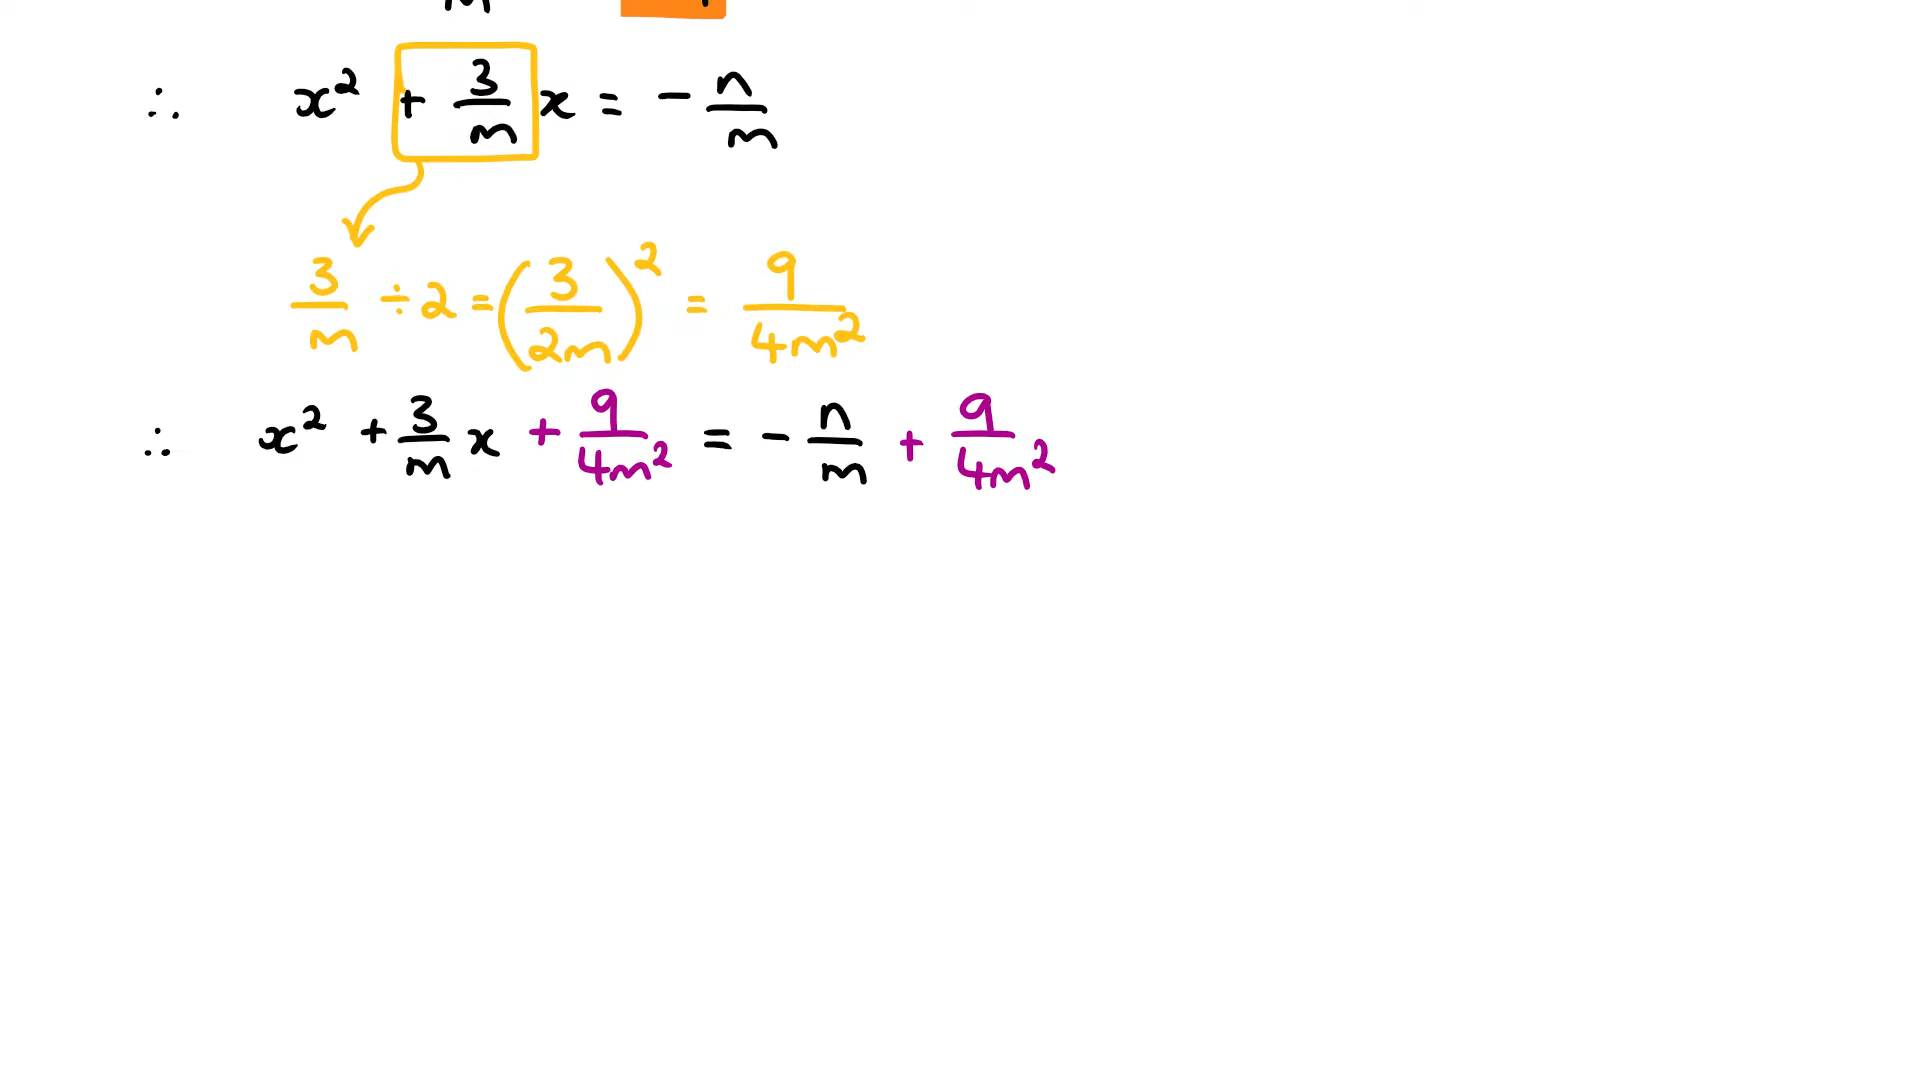 ∴ x² + 3/m x = - n/m
3/m ÷ 2 = (3/2m)² = 9/4m²
∴ x² + 3/m x + 9/4m² = - n/m + 9/4m²